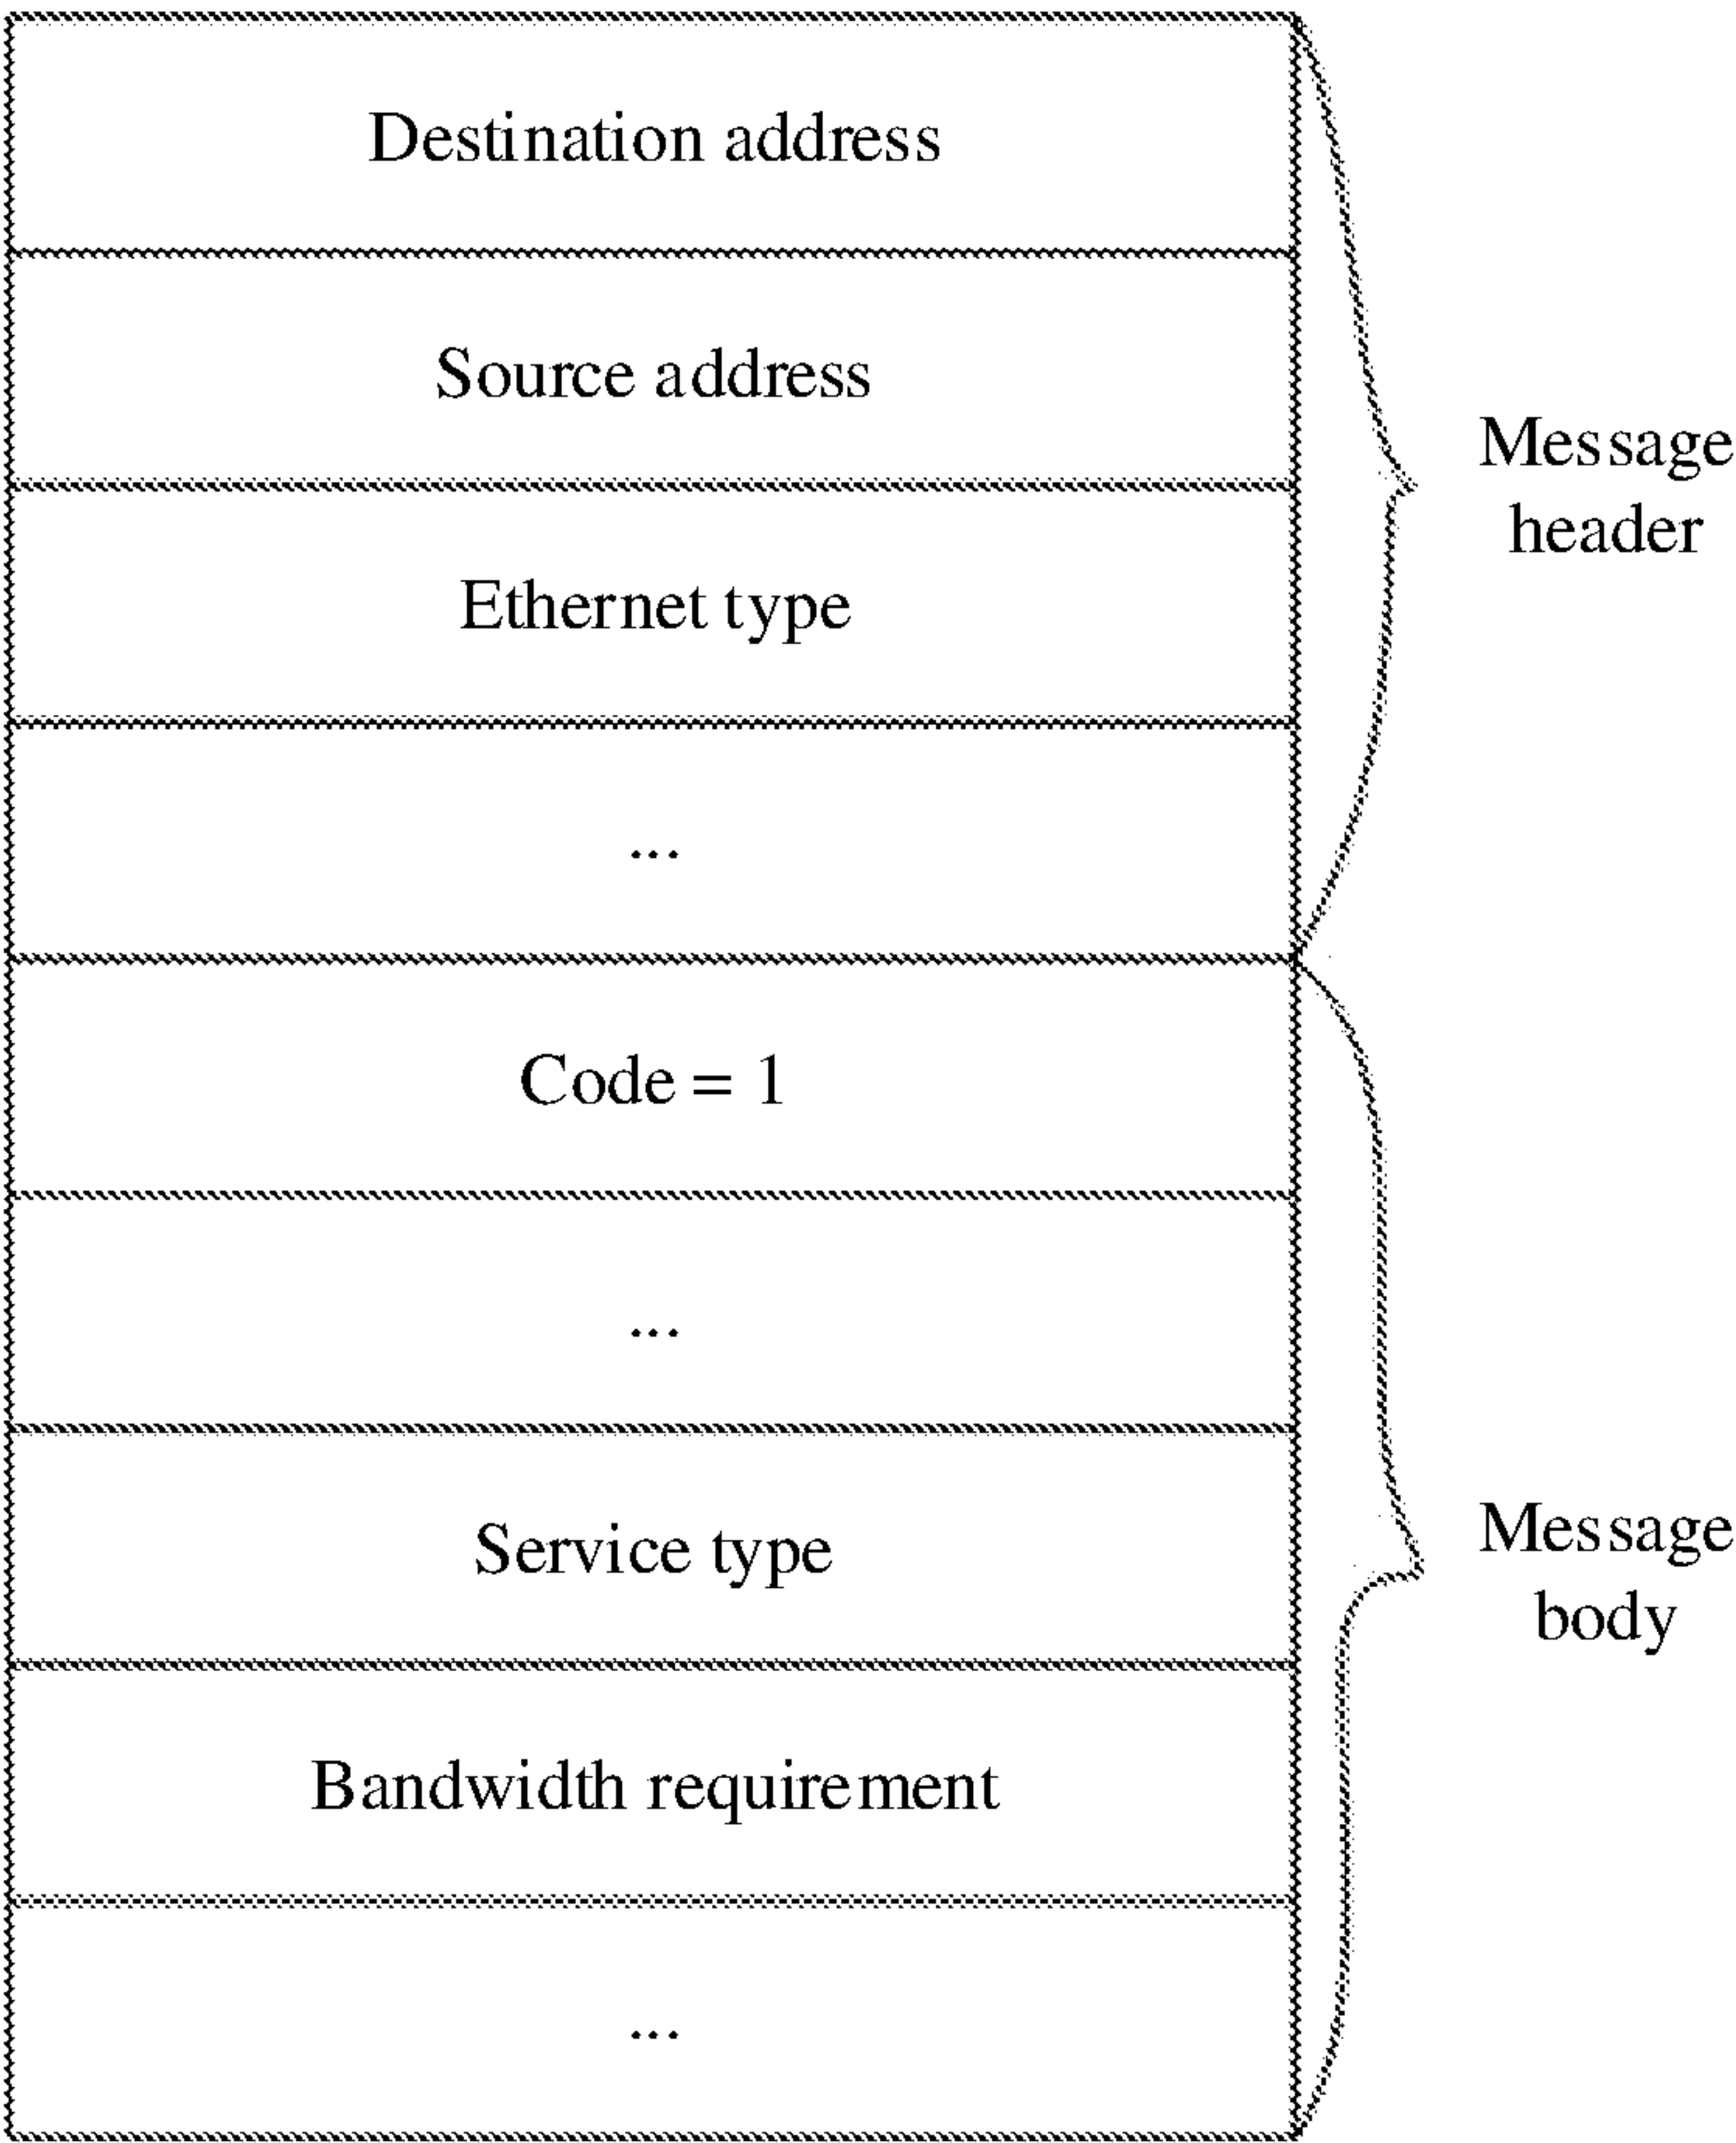 Destination address
Source address
Ethernet type
...
Message
header
Code = 1
...
Service type
Bandwidth requirement
...
Message
body